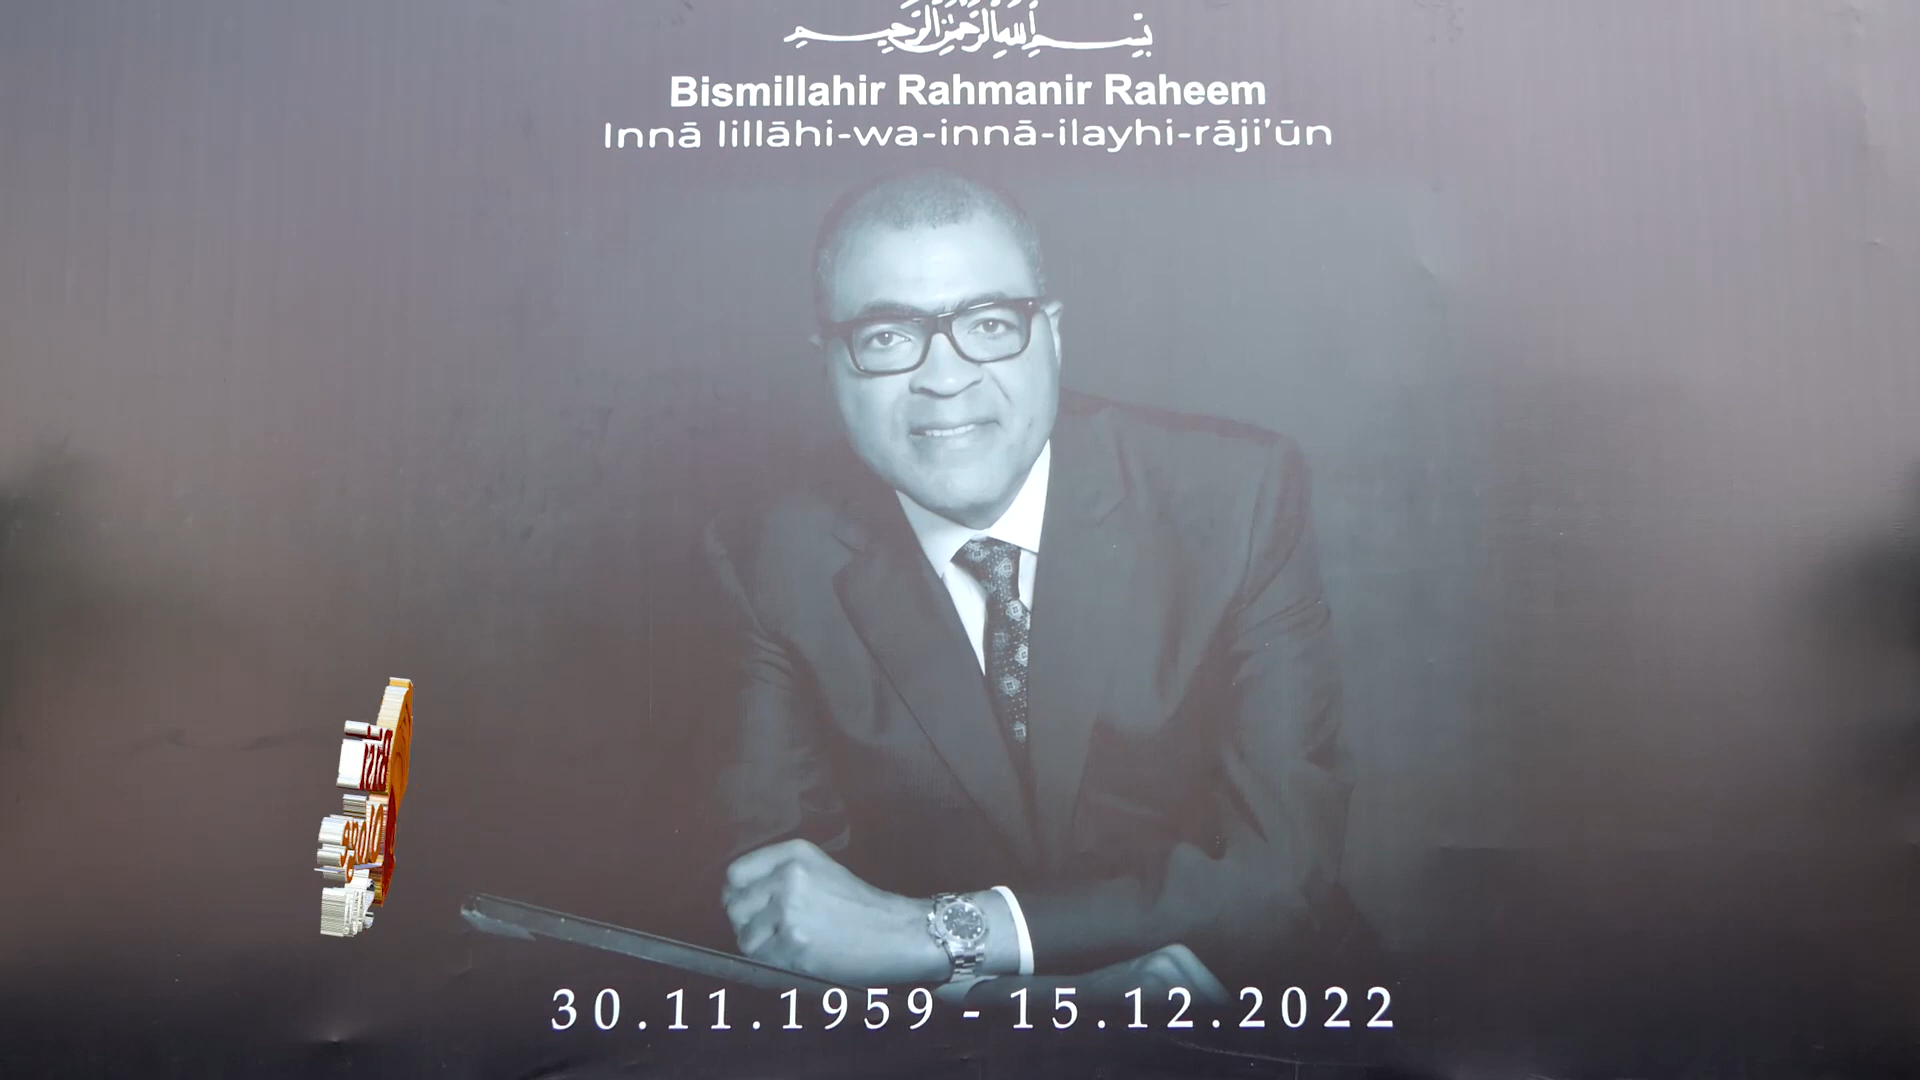 بسم الله الرحمن الرحيم
Bismillahir Rahmanir Raheem
Innā lillāhi-wa-innā-ilayhi-rāji'ūn
30.11.1959 - 15.12.2022